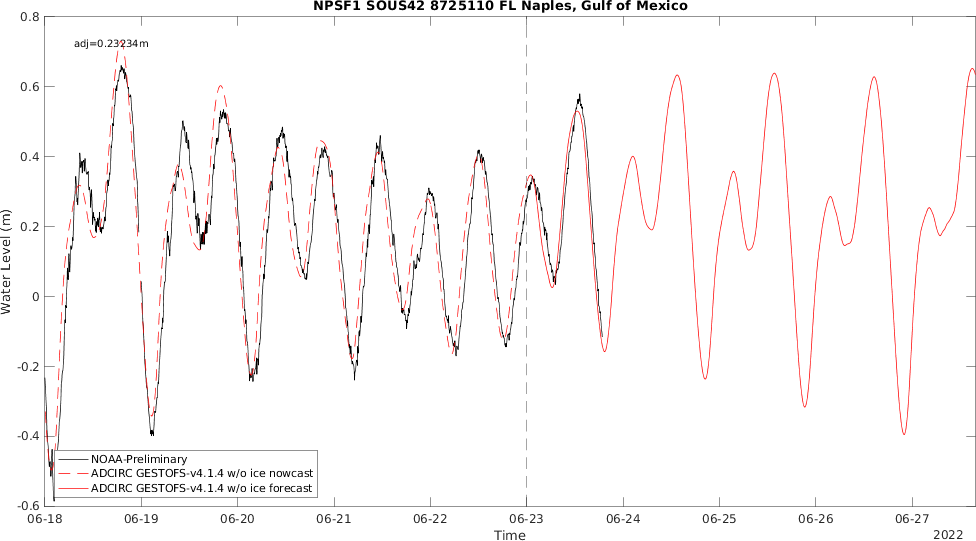 NPSF1 SOUS42 8725110 FL Naples, Gulf of Mexico
adj=0.23234m
Water Level (m)
0.8
0.6
0.4
0.2
0
-0.2
-0.4
-0.6
NOAA-Preliminary
ADCIRC GESTOFS-v4.1.4 w/o ice nowcast
ADCIRC GESTOFS-v4.1.4 w/o ice forecast
06-18 06-19 06-20 06-21 06-22 06-23 06-24 06-25 06-26 06-27
Time
2022